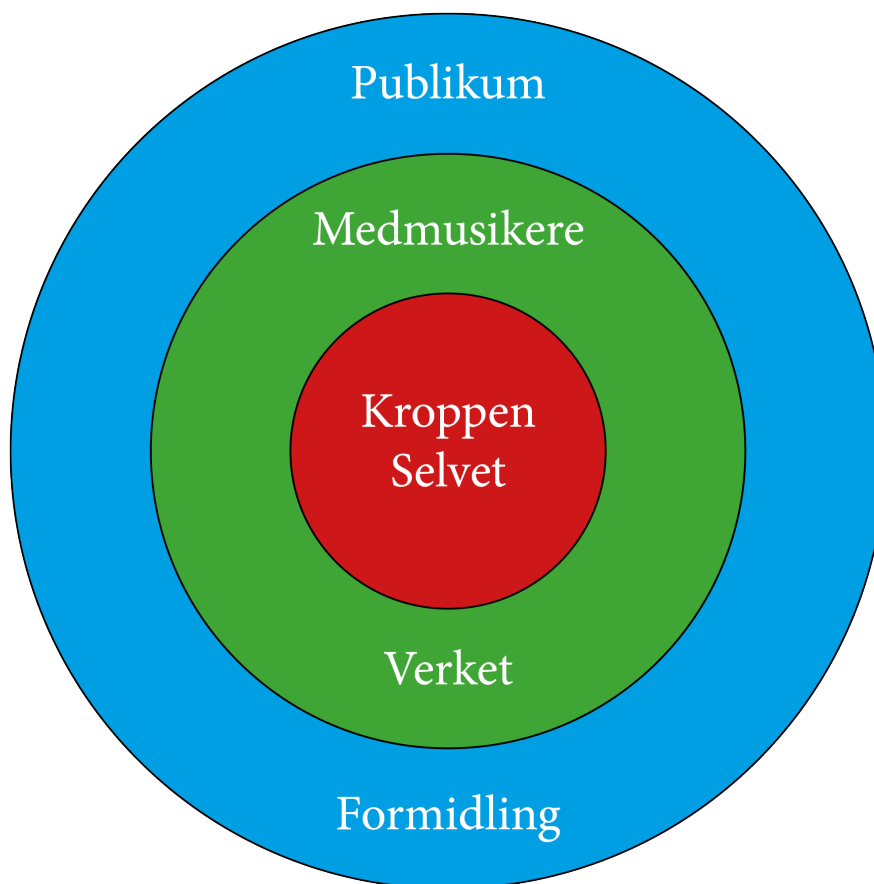 Publikum
Medmusikere
Kroppen
Selvet
Verket
Formidling